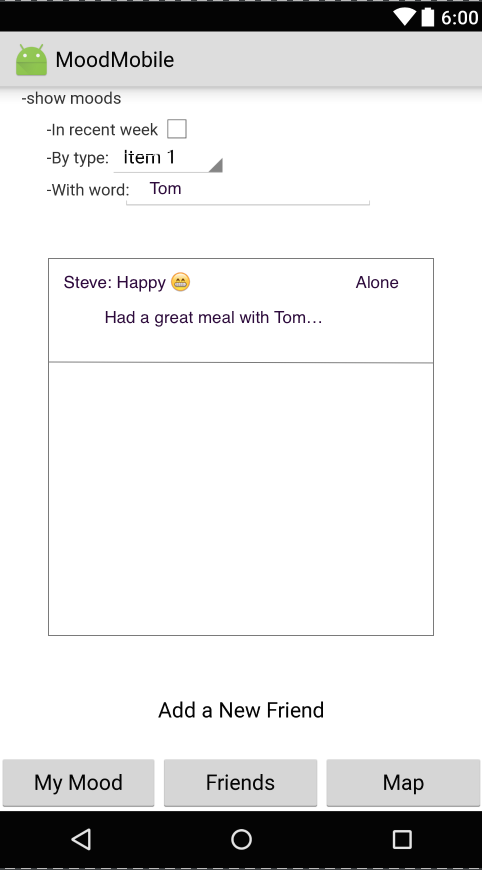 6:00
MoodMobile
-show moods
-In recent week
-By type: Item 1
-With word: Tom
Steve: Happy 😁 Alone
Had a great meal with Tom...
Add a New Friend
My Mood Friends Map